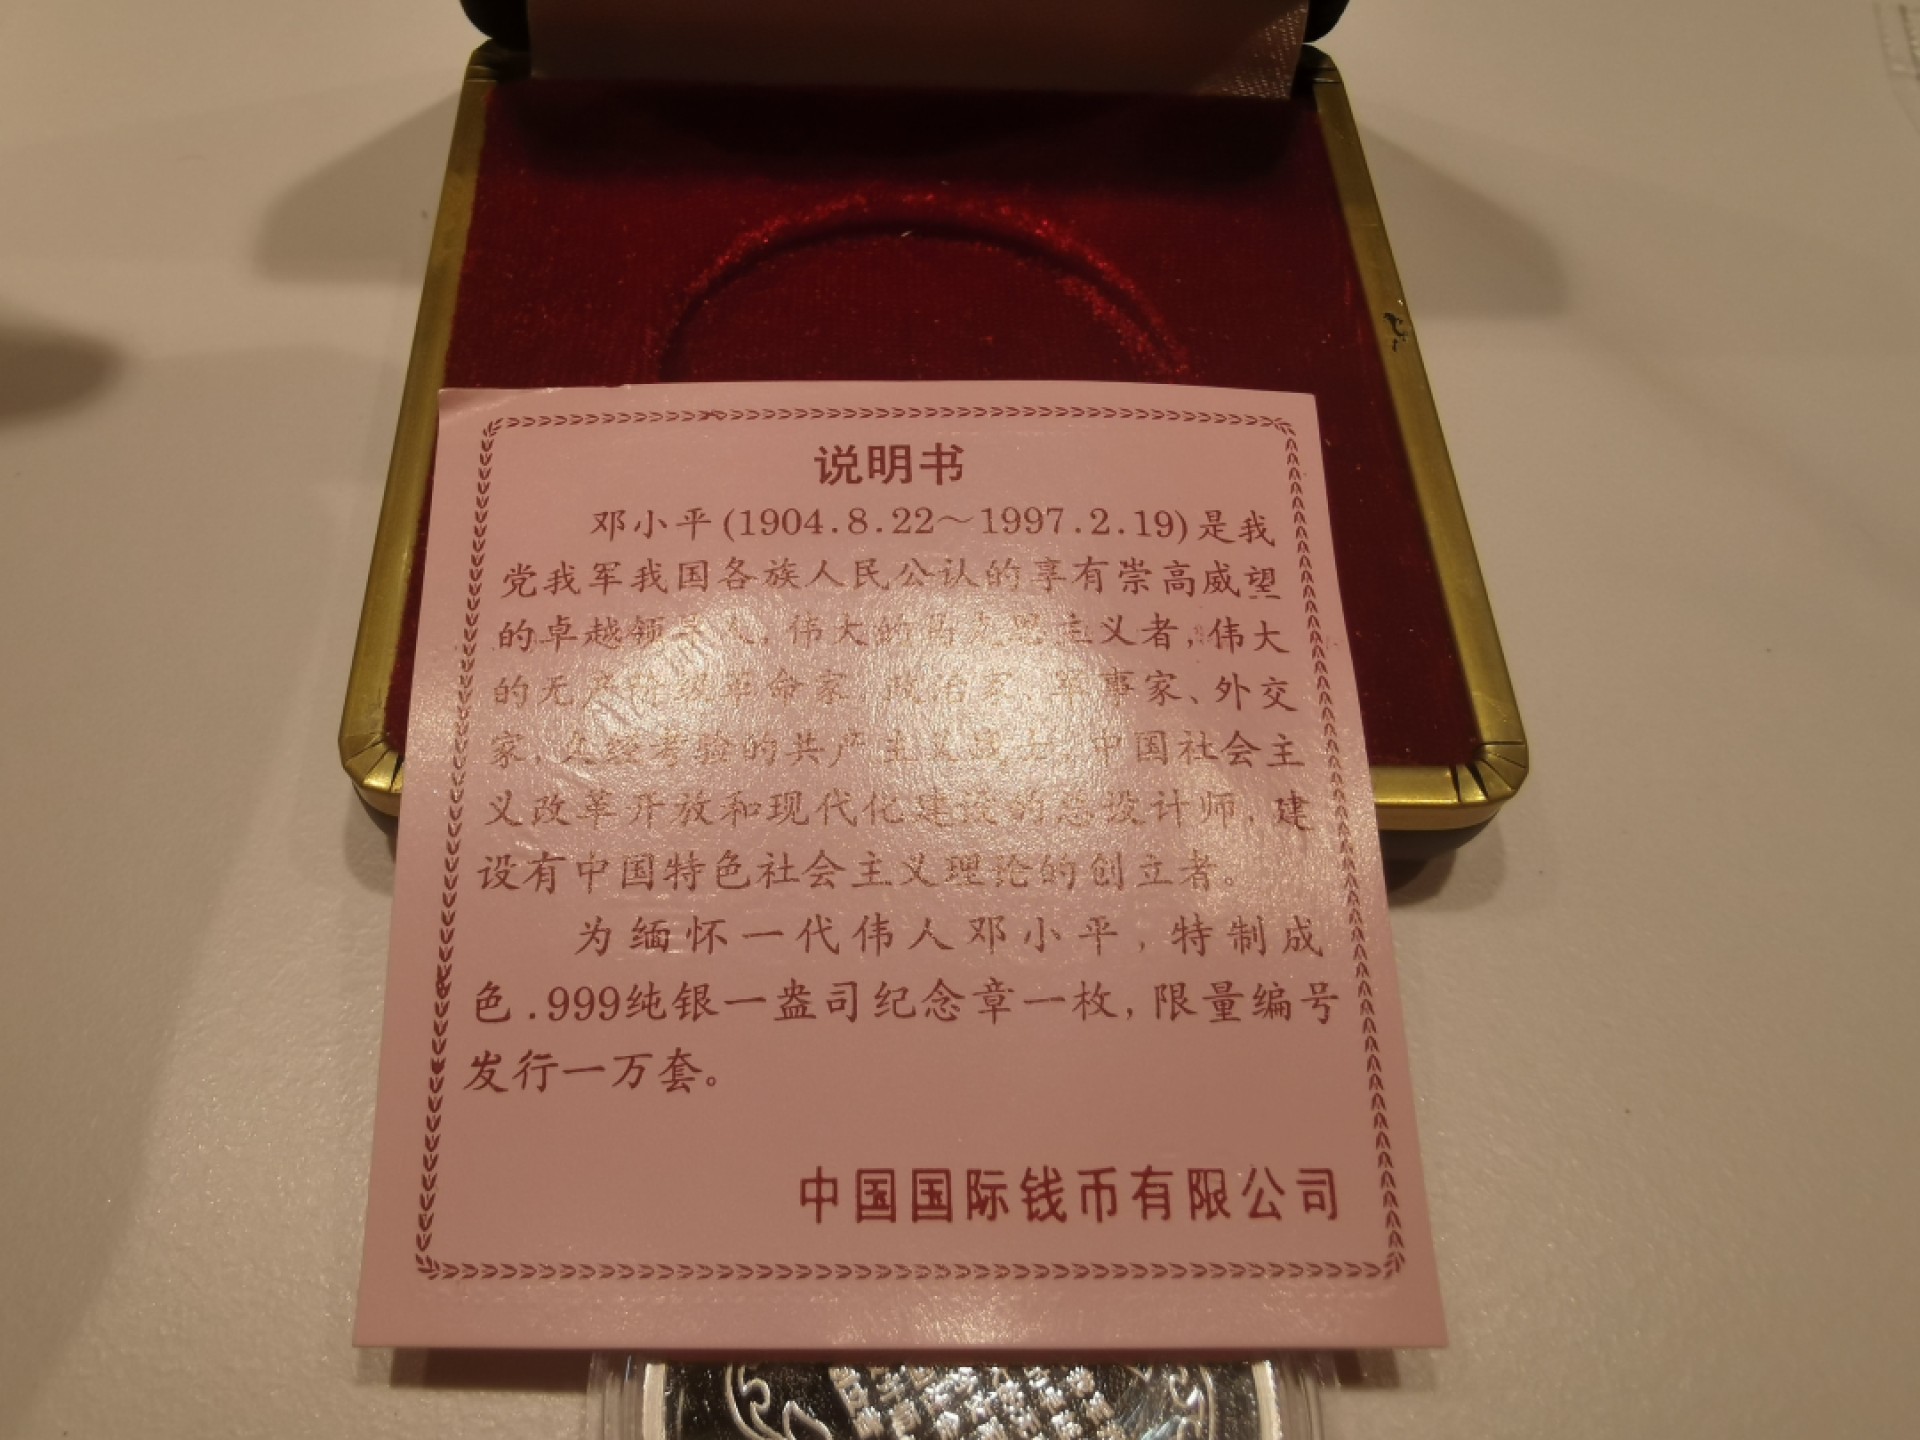 说明书
邓小平(1904.8.22～1997.2.19)是我
党我军我国各族人民公认的享有崇高威望
的卓越领导人,伟大的马克思主义者,伟大
的无产阶级革命家、政治家、军事家、外交
家,久经考验的共产主义战士,中国社会主
义改革开放和现代化建设的总设计师,建
设有中国特色社会主义理论的创立者。
为缅怀一代伟人邓小平,特制成
色.999纯银一盎司纪念章一枚,限量编号
发行一万套。
中国国际钱币有限公司